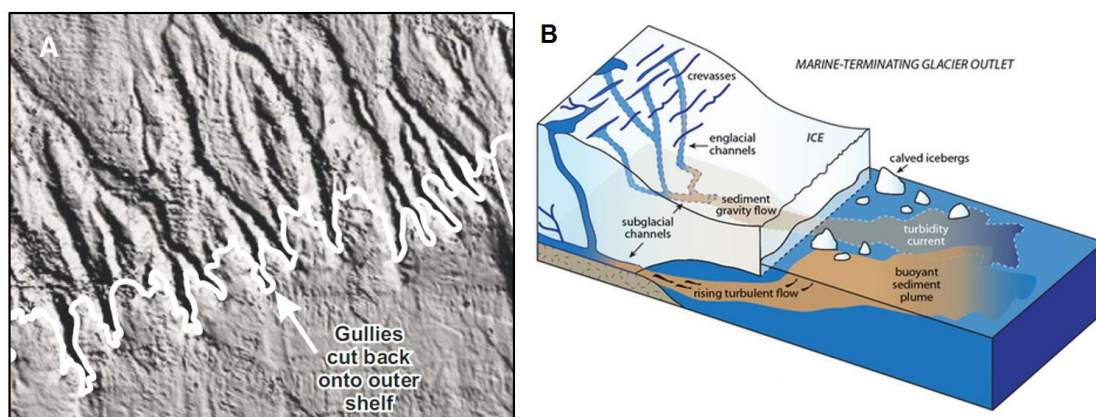 A
Gullies
cut back
onto outer
shelf
B
MARINE-TERMINATING GLACIER OUTLET
crevasses
englacial
channels
ICE
calved icebergs
sediment
gravity flow
subglacial
channels
turbidity
current
rising turbulent flow
buoyant
sediment
plume